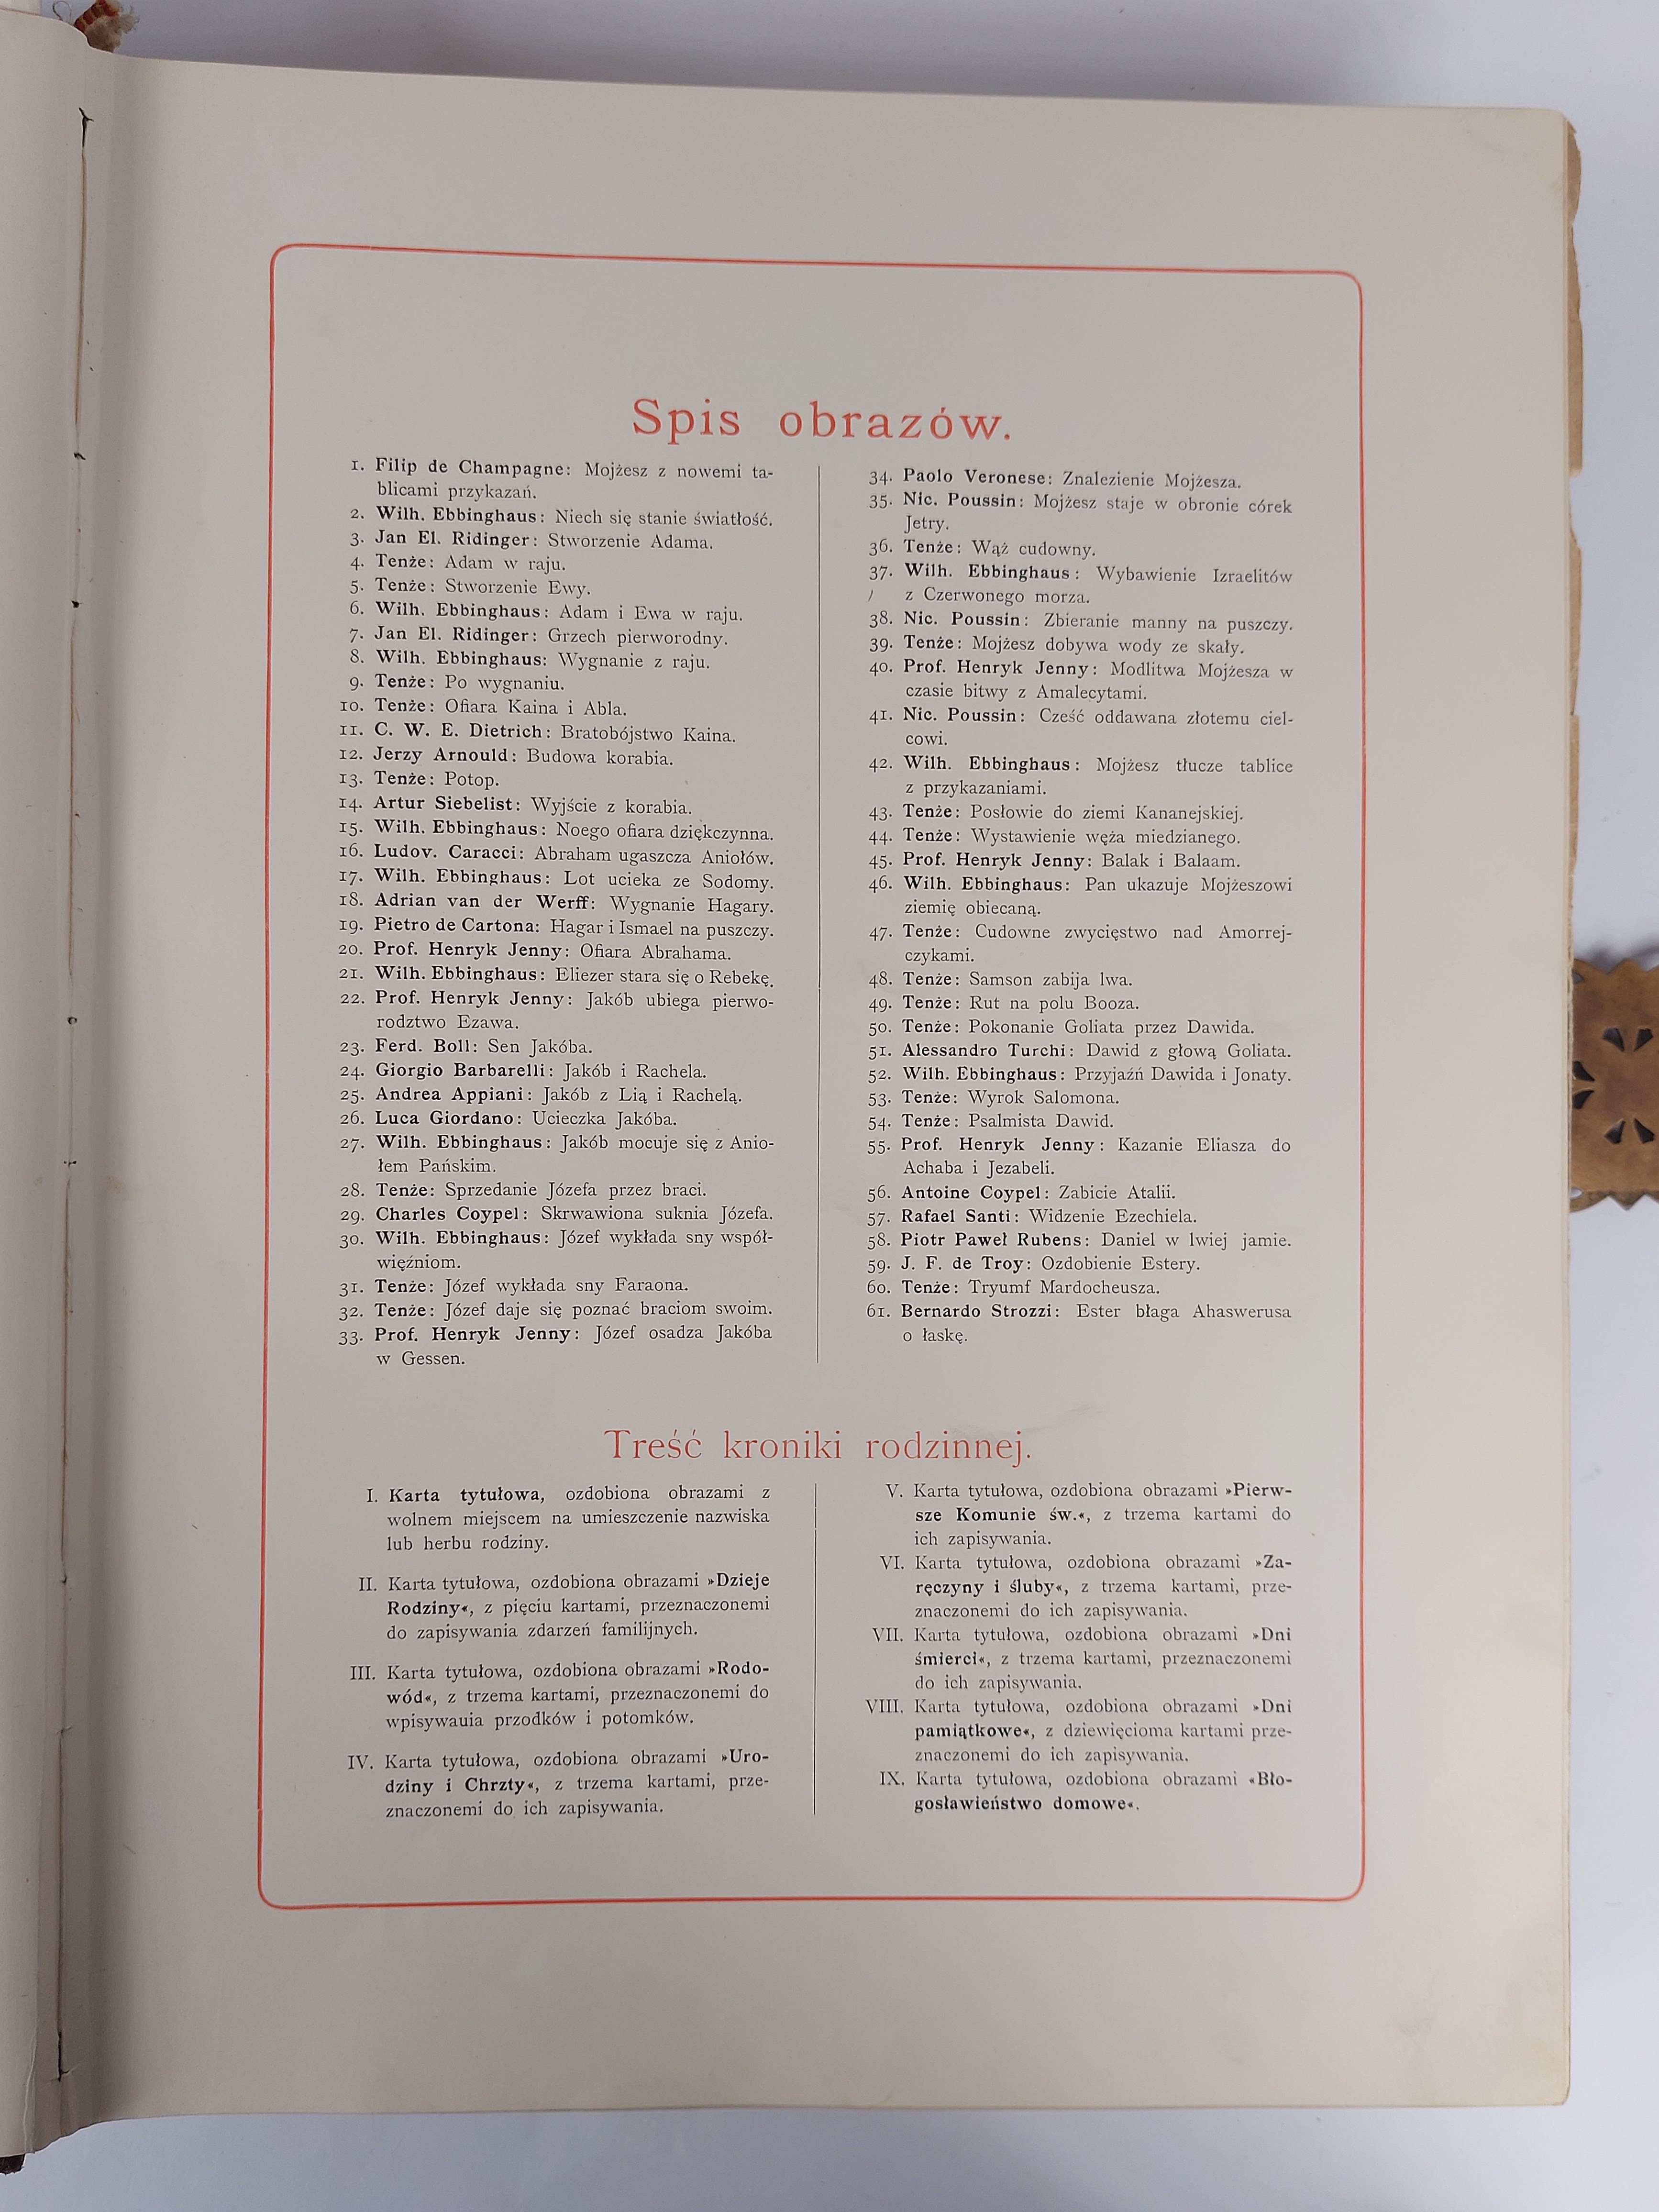 Spis obrazów.
1. Filip de Champagne: Mojżesz z nowemi ta-
blicami przykazań.
2. Wilh. Ebbinghaus: Niech się stanie światłość.
3. Jan El. Ridinger: Stworzenie Adama.
4. Tenże: Adam w raju.
5. Tenże: Stworzenie Ewy.
6. Wilh. Ebbinghaus: Adam i Ewa w raju.
7. Jan El. Ridinger: Grzech pierworodny.
8. Wilh. Ebbinghaus: Wygnanie z raju.
9. Tenże: Po wygnaniu.
10. Tenże: Ofiara Kaina i Abla.
11. C. W. E. Dietrich: Bratobójstwo Kaina.
12. Jerzy Arnould: Budowa korabia.
13. Tenże: Potop.
14. Artur Siebelist: Wyjście z korabia.
15. Wilh. Ebbinghaus: Noego ofiara dziękczynna.
16. Ludov. Caracci: Abraham ugaszcza Aniołów.
17. Wilh. Ebbinghaus: Lot ucieka ze Sodomy.
18. Adrian van der Werff: Wygnanie Hagary.
19. Pietro de Cartona: Hagar i Ismael na puszczy.
20. Prof. Henryk Jenny: Ofiara Abrahama.
21. Wilh. Ebbinghaus: Eliezer stara się o Rebekę.
22. Prof. Henryk Jenny: Jakób ubiega pierwo-
rodztwo Ezawa.
23. Ferd. Boll: Sen Jakóba.
24. Giorgio Barbarelli: Jakób i Rachela.
25. Andrea Appiani: Jakób z Lią i Rachelą.
26. Luca Giordano: Ucieczka Jakóba.
27. Wilh. Ebbinghaus: Jakób mocuje się z Anio-
łem Pańskim.
28. Tenże: Sprzedanie Józefa przez braci.
29. Charles Coypel: Skrwawiona suknia Józefa.
30. Wilh. Ebbinghaus: Józef wykłada sny współ-
więźniom.
31. Tenże: Józef wykłada sny Faraona.
32. Tenże: Józef daje się poznać braciom swoim.
33. Prof. Henryk Jenny: Józef osadza Jakóba
w Gessen.
34. Paolo Veronese: Znalezienie Mojżesza.
35. Nic. Poussin: Mojżesz staje w obronie córek
Jetry.
36. Tenże: Wąż cudowny.
37. Wilh. Ebbinghaus: Wybawienie Izraelitów
z Czerwonego morza.
38. Nic. Poussin: Zbieranie manny na puszczy.
39. Tenże: Mojżesz dobywa wody ze skały.
40. Prof. Henryk Jenny: Modlitwa Mojżesza w
czasie bitwy z Amalecytami.
41. Nic. Poussin: Cześć oddawana złotemu ciel-
cowi.
42. Wilh. Ebbinghaus: Mojżesz tłucze tablice
z przykazaniami.
43. Tenże: Posłowie do ziemi Kananejskiej.
44. Tenże: Wystawienie węża miedzianego.
45. Prof. Henryk Jenny: Balak i Balaam.
46. Wilh. Ebbinghaus: Pan ukazuje Mojżeszowi
ziemię obiecaną.
47. Tenże: Cudowne zwycięstwo nad Amorrej-
czykami.
48. Tenże: Samson zabija lwa.
49. Tenże: Rut na polu Booza.
50. Tenże: Pokonanie Goliata przez Dawida.
51. Alessandro Turchi: Dawid z głową Goliata.
52. Wilh. Ebbinghaus: Przyjaźń Dawida i Jonaty.
53. Tenże: Wyrok Salomona.
54. Tenże: Psalmista Dawid.
55. Prof. Henryk Jenny: Kazanie Eliasza do
Achaba i Jezabeli.
56. Antoine Coypel: Zabicie Atalii.
57. Rafael Santi: Widzenie Ezechiela.
58. Piotr Paweł Rubens: Daniel w lwiej jamie.
59. J. F. de Troy: Ozdobienie Estery.
60. Tenże: Tryumf Mardocheusza.
61. Bernardo Strozzi: Ester błaga Ahaswerusa
o łaskę.
Treść kroniki rodzinnej.
I. Karta tytułowa, ozdobiona obrazami z
wolnem miejscem na umieszczenie nazwiska
lub herbu rodziny.
II. Karta tytułowa, ozdobiona obrazami »Dzieje
Rodziny«, z pięciu kartami, przeznaczonemi
do zapisywania zdarzeń familijnych.
III. Karta tytułowa, ozdobiona obrazami »Rodo-
wód«, z trzema kartami, przeznaczonemi do
wpisywauia przodków i potomków.
IV. Karta tytułowa, ozdobiona obrazami »Uro-
dziny i Chrzty«, z trzema kartami, prze-
znaczonemi do ich zapisywania.
V. Karta tytułowa, ozdobiona obrazami »Pierw-
sze Komunie św.«, z trzema kartami do
ich zapisywania.
VI. Karta tytułowa, ozdobiona obrazami »Za-
ręczyny i śluby«, z trzema kartami, prze-
znaczonemi do ich zapisywania.
VII. Karta tytułowa, ozdobiona obrazami »Dni
śmierci«, z trzema kartami, przeznaczonemi
do ich zapisywania.
VIII. Karta tytułowa, ozdobiona obrazami »Dni
pamiątkowe«, z dziewięcioma kartami prze-
znaczonemi do ich zapisywania.
IX. Karta tytułowa, ozdobiona obrazami «Bło-
gosławieństwo domowe«.